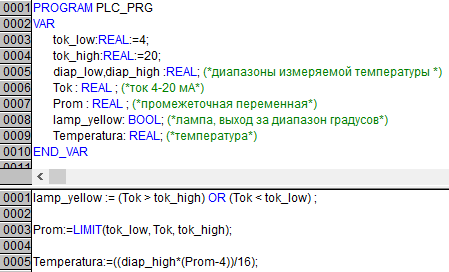 0001 PROGRAM PLC_PRG
0002 VAR
0003 tok_low:REAL:=4;
0004 tok_high:REAL:=20;
0005 diap_low,diap_high :REAL; (*диапазоны измеряемой температуры *)
0006 Tok : REAL ; (*ток 4-20 мА*)
0007 Prom : REAL ; (*промежеточная переменная*)
0008 lamp_yellow: BOOL; (*лампа, выход за диапазон градусов*)
0009 Temperatura: REAL; (*температура*)
0010 END_VAR
0011
0001 lamp_yellow := (Tok > tok_high) OR (Tok < tok_low) ;
0002
0003 Prom:=LIMIT(tok_low, Tok, tok_high);
0004
0005 Temperatura:=((diap_high*(Prom-4))/16);